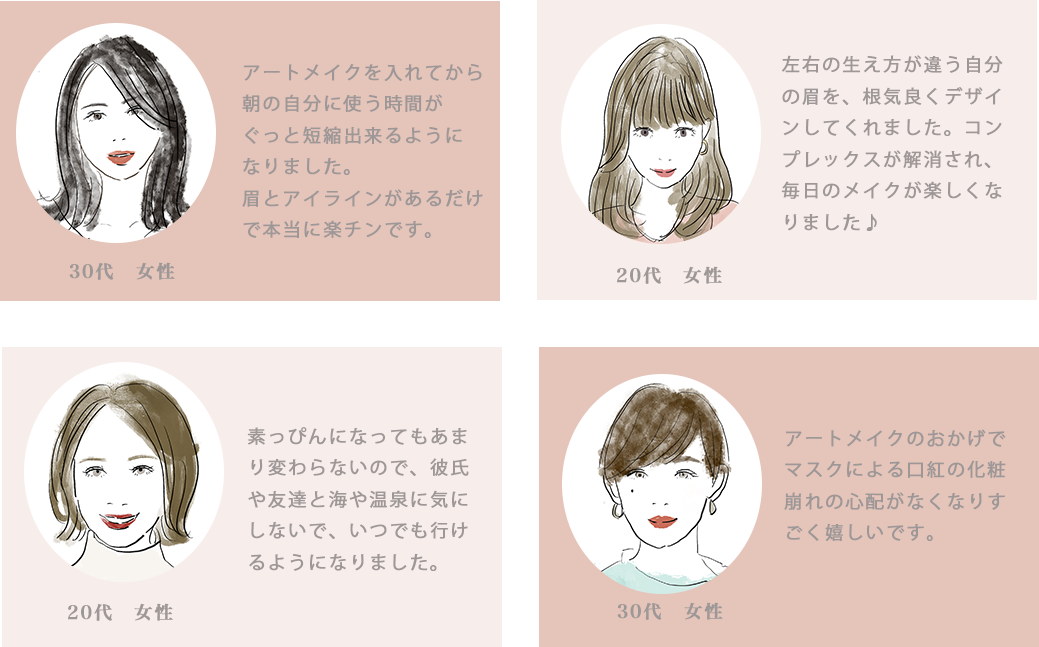 アートメイクを入れてから
朝の自分に使う時間が
ぐっと短縮出来るように
なりました。
眉とアイラインがあるだけ
で本当に楽チンです。
30代　女性
左右の生え方が違う自分
の眉を、根気良くデザイ
ンしてくれました。コン
プレックスが解消され、
毎日のメイクが楽しくな
りました♪
20代　女性
素っぴんになってもあま
り変わらないので、彼氏
や友達と海や温泉に気に
しないで、いつでも行け
るようになりました。
20代　女性
アートメイクのおかげで
マスクによる口紅の化粧
崩れの心配がなくなりす
ごく嬉しいです。
30代　女性